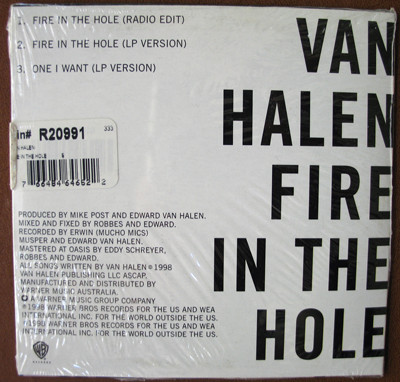 1. FIRE IN THE HOLE (RADIO EDIT)
2. FIRE IN THE HOLE (LP VERSION)
3. ONE I WANT (LP VERSION)
VAN
HALEN
FIRE
IN THE
HOLE
in# R20991
333
N HALEN
IN THE HOLE
7 66484 64652 2
PRODUCED BY MIKE POST AND EDWARD VAN HALEN.
MIXED AND FIXED BY ROBBES AND EDWARD.
RECORDED BY ERWIN (MUCHO MICS)
MUSPER AND EDWARD VAN HALEN.
MASTERED AT OASIS BY EDDY SCHREYER,
ROBBES AND EDWARD.
ALL SONGS WRITTEN BY VAN HALEN ℗1998
VAN HALEN PUBLISHING LLC ASCAP.
MANUFACTURED AND DISTRIBUTED BY
WARNER MUSIC AUSTRALIA.
A WARNER MUSIC GROUP COMPANY
℗1998 WARNER BROS RECORDS FOR THE US AND WEA
INTERNATIONAL INC. FOR THE WORLD OUTSIDE THE US.
WARNER BROS RECORDS FOR THE US AND WEA
INTERNATIONAL INC. FOR THE WORLD OUTSIDE THE US.
WB